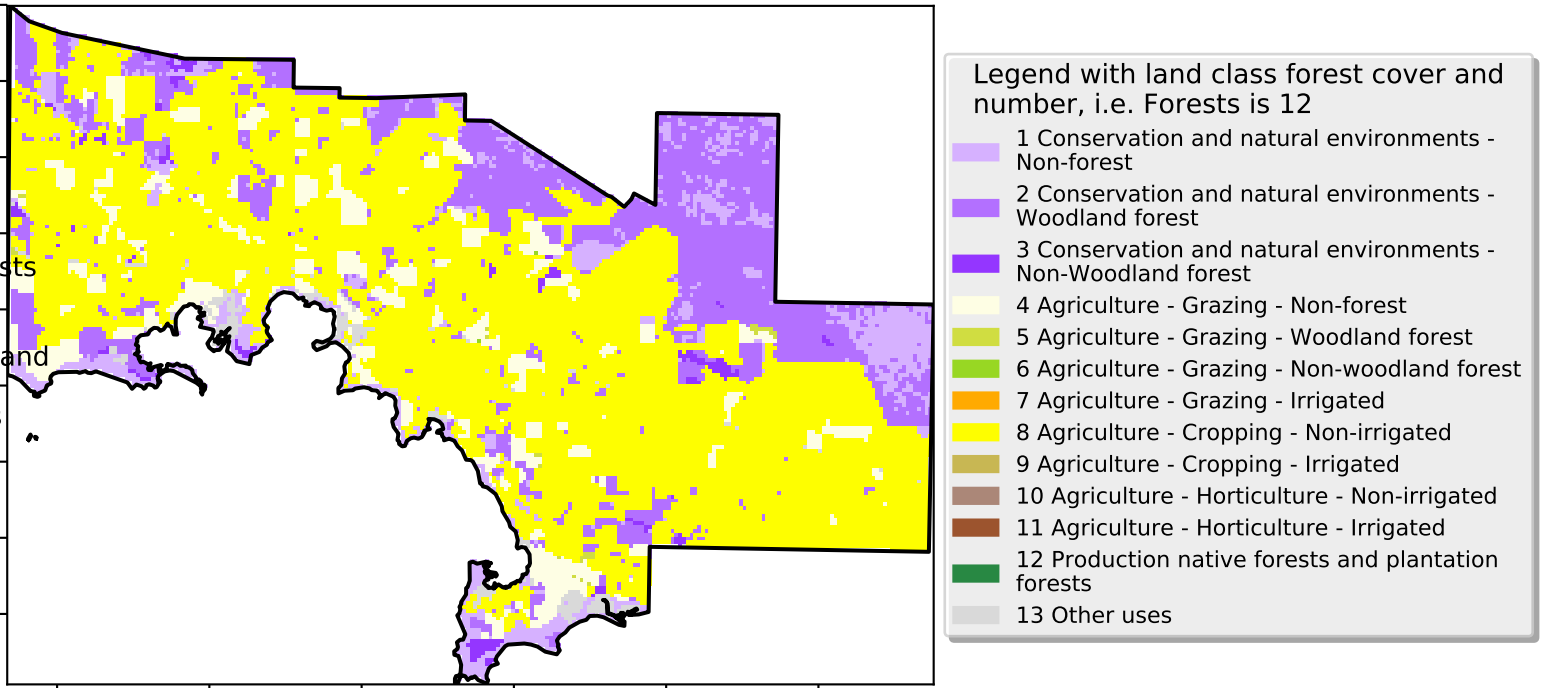 sts
and
Legend with land class forest cover and
number, i.e. Forests is 12
1 Conservation and natural environments -
Non-forest
2 Conservation and natural environments -
Woodland forest
3 Conservation and natural environments -
Non-Woodland forest
4 Agriculture - Grazing - Non-forest
5 Agriculture - Grazing - Woodland forest
6 Agriculture - Grazing - Non-woodland forest
7 Agriculture - Grazing - Irrigated
8 Agriculture - Cropping - Non-irrigated
9 Agriculture - Cropping - Irrigated
10 Agriculture - Horticulture - Non-irrigated
11 Agriculture - Horticulture - Irrigated
12 Production native forests and plantation
forests
13 Other uses